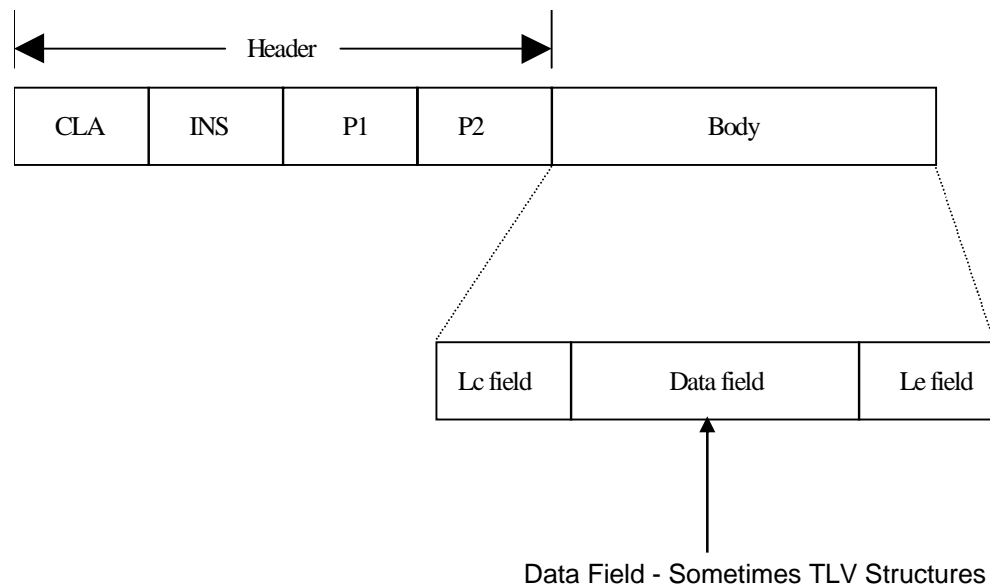 Header
CLA INS P1 P2 Body
Lc field Data field Le field
Data Field - Sometimes TLV Structures